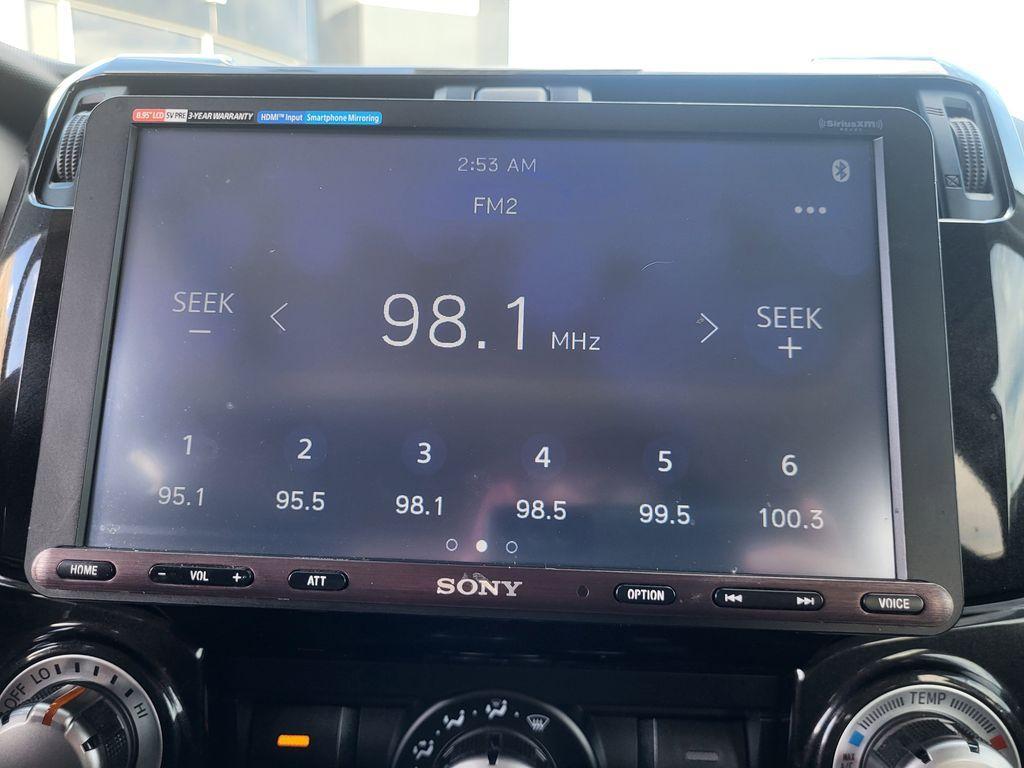 8.95" LCD 5V PRE 3-YEAR WARRANTY HDMI™ Input Smartphone Mirroring
SiriusXM
READY
2:53 AM
FM2
SEEK
−
98.1 MHz
SEEK
+
1 2 3 4 5 6
95.1 95.5 98.1 98.5 99.5 100.3
HOME
− VOL +
ATT
SONY
OPTION
VOICE
OFF LO HI
TEMP
MAX
A/C